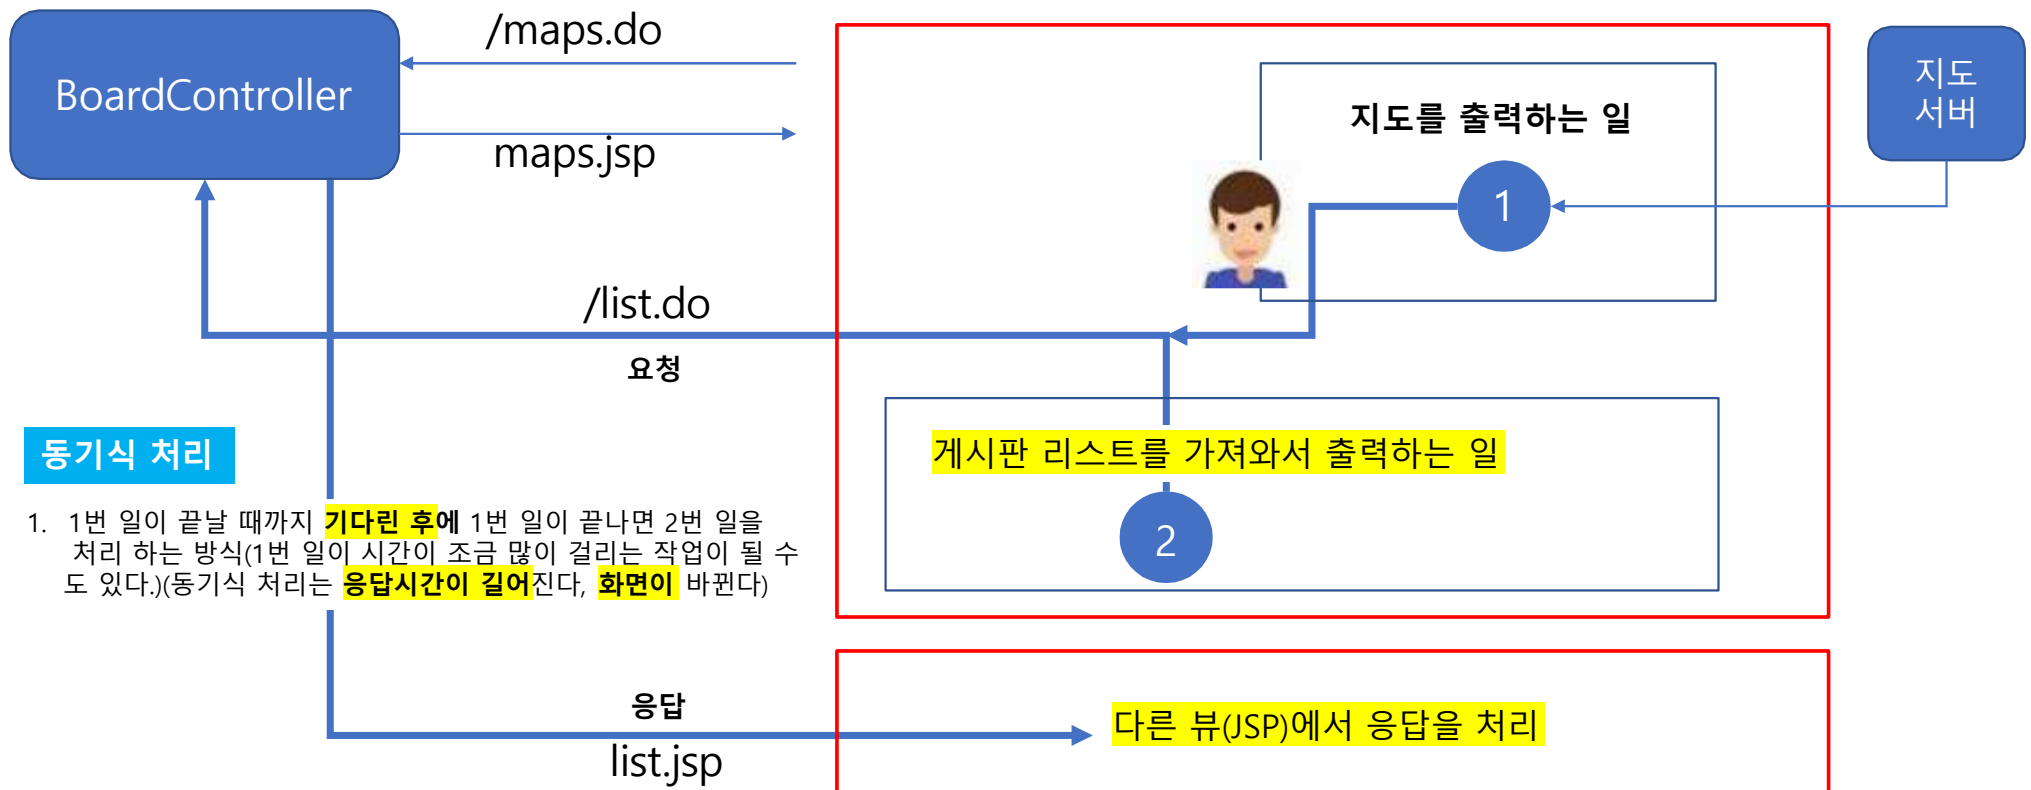 /maps.do
BoardController
maps.jsp
지도를 출력하는 일
1
지도
서버
/list.do
요청
동기식 처리
게시판 리스트를 가져와서 출력하는 일
2
1. 1번 일이 끝날 때까지 기다린 후에 1번 일이 끝나면 2번 일을
처리 하는 방식(1번 일이 시간이 조금 많이 걸리는 작업이 될 수
도 있다.)(동기식 처리는 응답시간이 길어진다, 화면이 바뀐다)
응답
list.jsp
다른 뷰(JSP)에서 응답을 처리